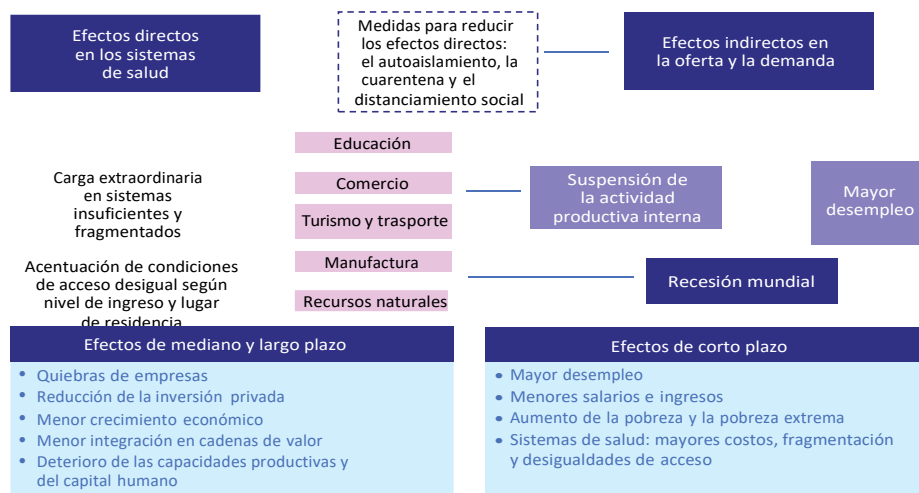 Efectos directos
en los sistemas
de salud
Medidas para reducir
los efectos directos:
el autoaislamiento, la
cuarentena y el
distanciamiento social
Efectos indirectos en
la oferta y la demanda
Carga extraordinaria
en sistemas
insuficientes y
fragmentados
Acentuación de condiciones
de acceso desigual según
nivel de ingreso y lugar
de residencia
Educación
Comercio
Turismo y trasporte
Manufactura
Recursos naturales
Suspensión de
la actividad
productiva interna
Mayor
desempleo
Recesión mundial
Efectos de mediano y largo plazo
• Quiebras de empresas
• Reducción de la inversión privada
• Menor crecimiento económico
• Menor integración en cadenas de valor
• Deterioro de las capacidades productivas y
del capital humano
Efectos de corto plazo
• Mayor desempleo
• Menores salarios e ingresos
• Aumento de la pobreza y la pobreza extrema
• Sistemas de salud: mayores costos, fragmentación
y desigualdades de acceso